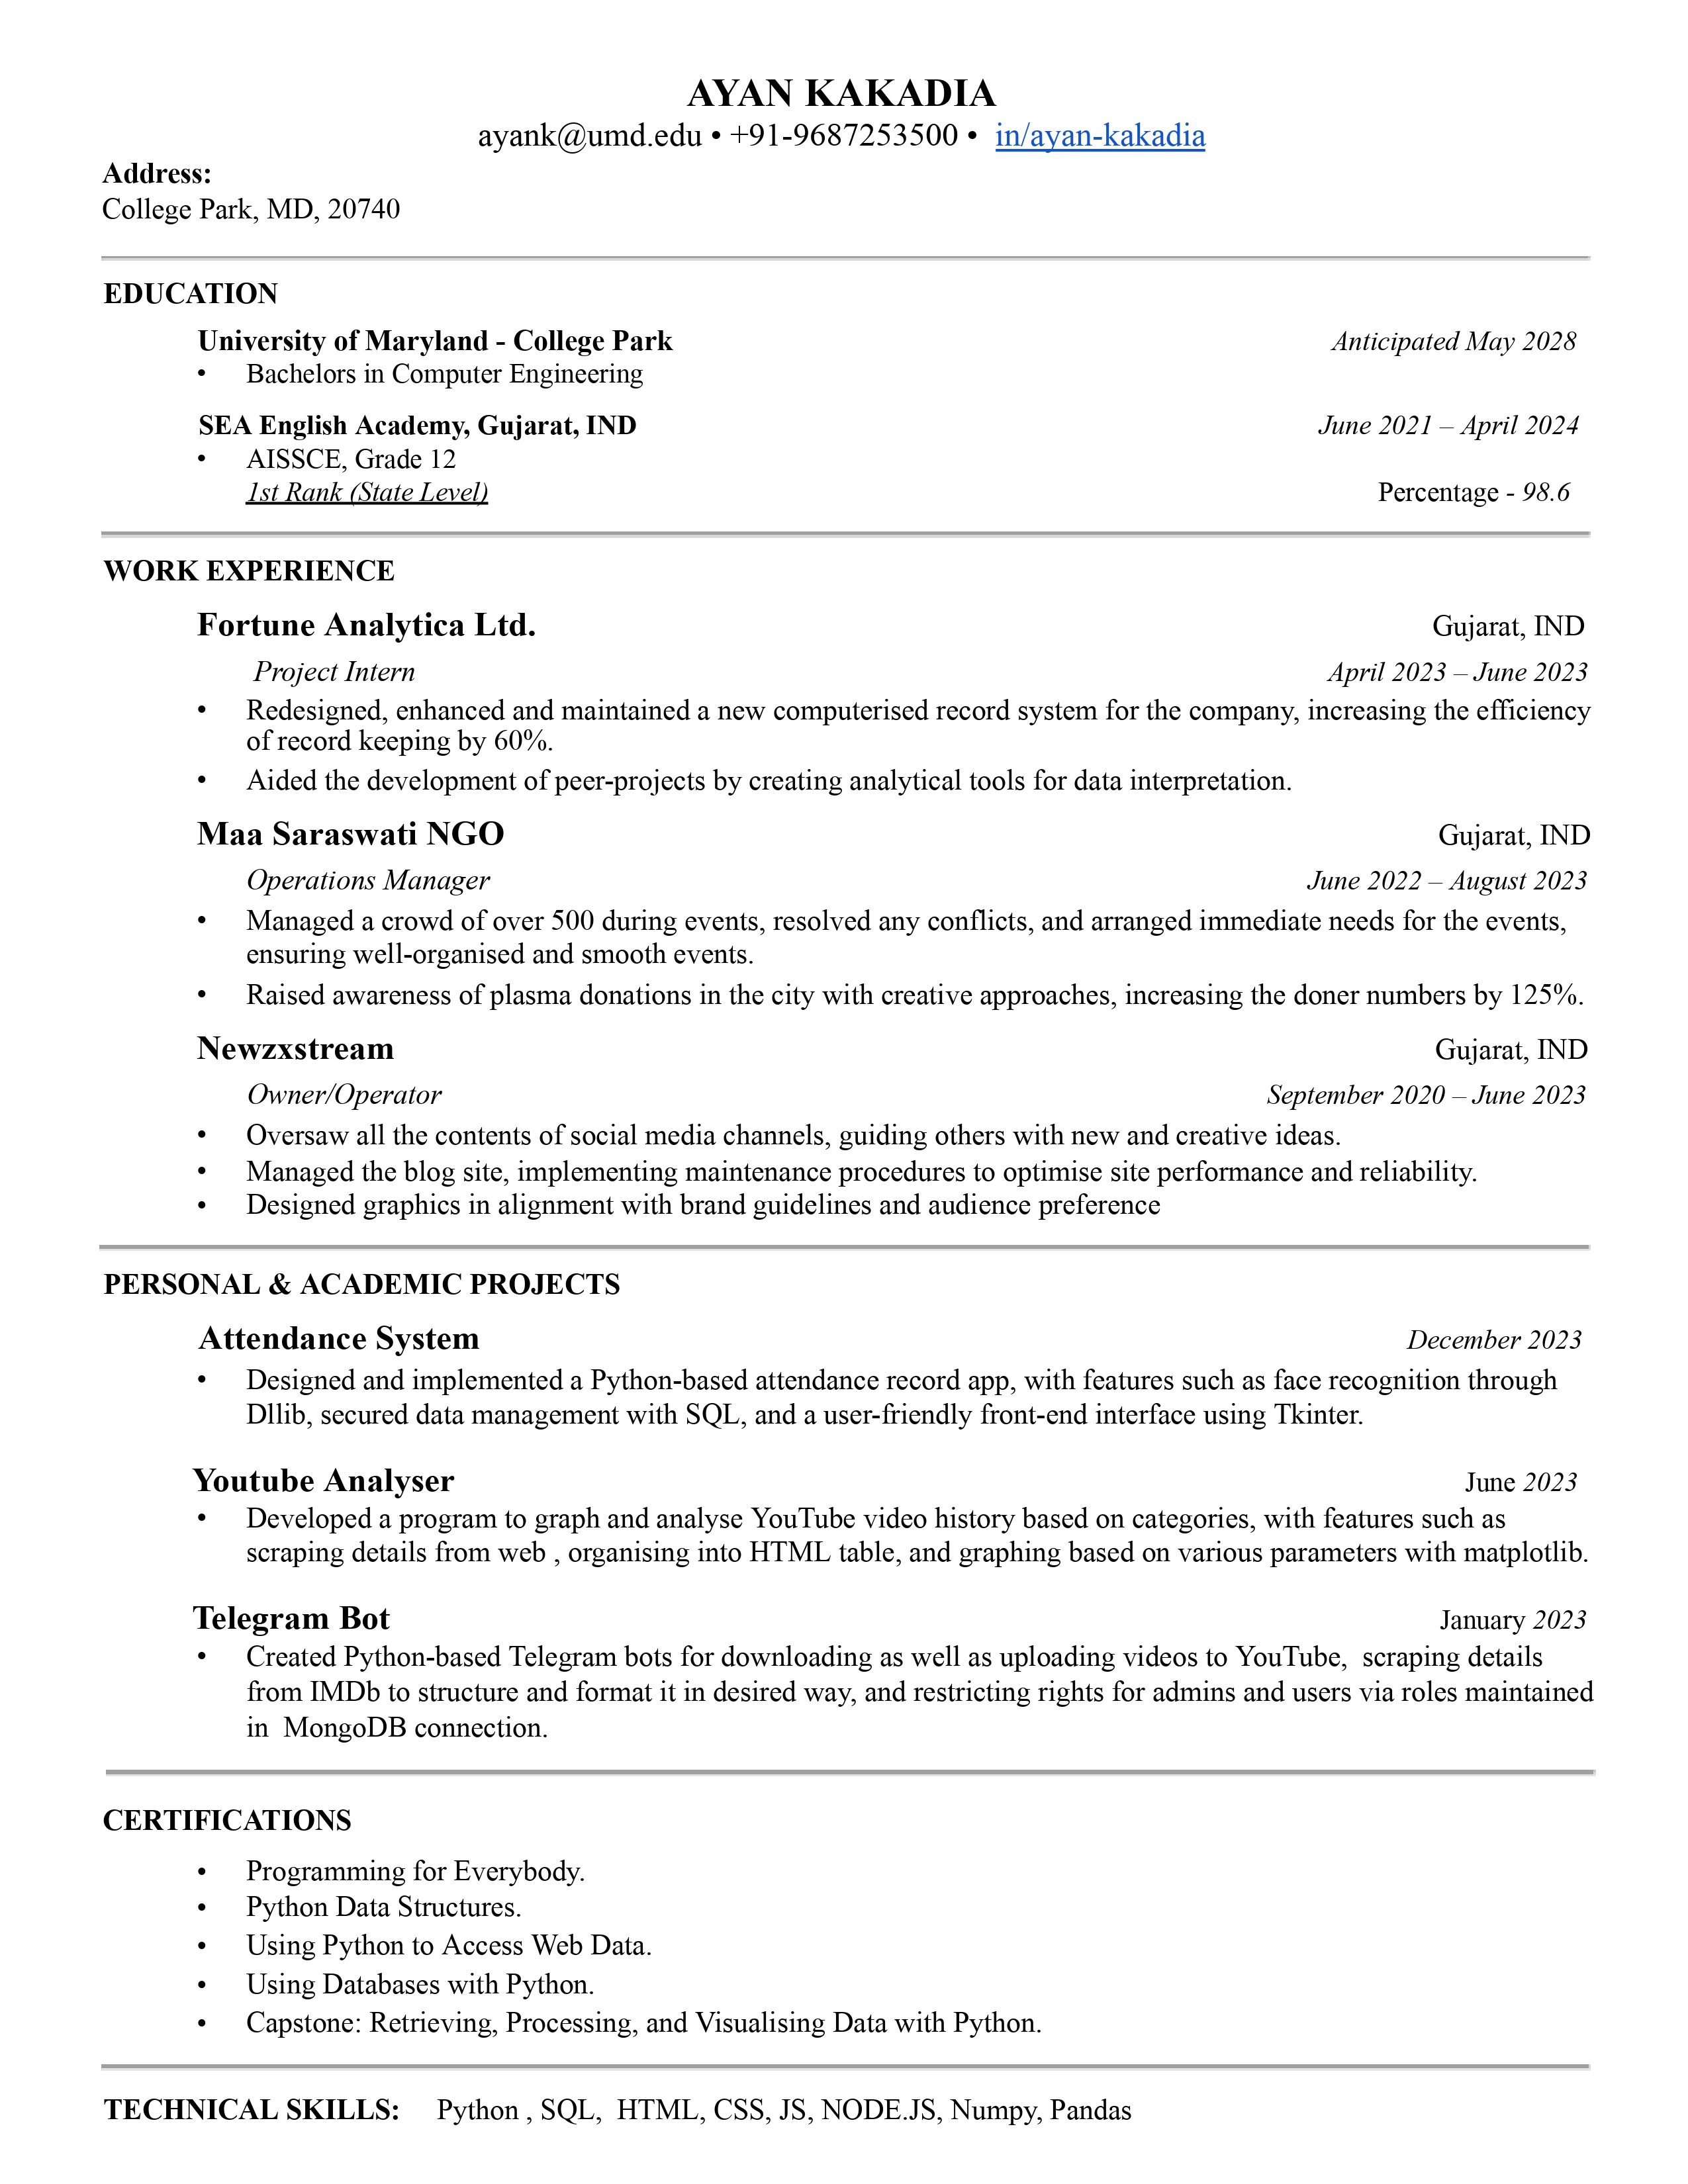 AYAN KAKADIA
ayank@umd.edu • +91-9687253500 • in/ayan-kakadia
Address:
College Park, MD, 20740
EDUCATION
University of Maryland - College Park Anticipated May 2028
• Bachelors in Computer Engineering
SEA English Academy, Gujarat, IND June 2021 – April 2024
• AISSCE, Grade 12
1st Rank (State Level) Percentage - 98.6
WORK EXPERIENCE
Fortune Analytica Ltd. Gujarat, IND
Project Intern April 2023 – June 2023
• Redesigned, enhanced and maintained a new computerised record system for the company, increasing the efficiency
of record keeping by 60%.
• Aided the development of peer-projects by creating analytical tools for data interpretation.
Maa Saraswati NGO Gujarat, IND
Operations Manager June 2022 – August 2023
• Managed a crowd of over 500 during events, resolved any conflicts, and arranged immediate needs for the events,
ensuring well-organised and smooth events.
• Raised awareness of plasma donations in the city with creative approaches, increasing the doner numbers by 125%.
Newzxstream Gujarat, IND
Owner/Operator September 2020 – June 2023
• Oversaw all the contents of social media channels, guiding others with new and creative ideas.
• Managed the blog site, implementing maintenance procedures to optimise site performance and reliability.
• Designed graphics in alignment with brand guidelines and audience preference
PERSONAL & ACADEMIC PROJECTS
Attendance System December 2023
• Designed and implemented a Python-based attendance record app, with features such as face recognition through
Dllib, secured data management with SQL, and a user-friendly front-end interface using Tkinter.
Youtube Analyser June 2023
• Developed a program to graph and analyse YouTube video history based on categories, with features such as
scraping details from web , organising into HTML table, and graphing based on various parameters with matplotlib.
Telegram Bot January 2023
• Created Python-based Telegram bots for downloading as well as uploading videos to YouTube,  scraping details
from IMDb to structure and format it in desired way, and restricting rights for admins and users via roles maintained
in  MongoDB connection.
CERTIFICATIONS
• Programming for Everybody.
• Python Data Structures.
• Using Python to Access Web Data.
• Using Databases with Python.
• Capstone: Retrieving, Processing, and Visualising Data with Python.
TECHNICAL SKILLS: Python , SQL,  HTML, CSS, JS, NODE.JS, Numpy, Pandas